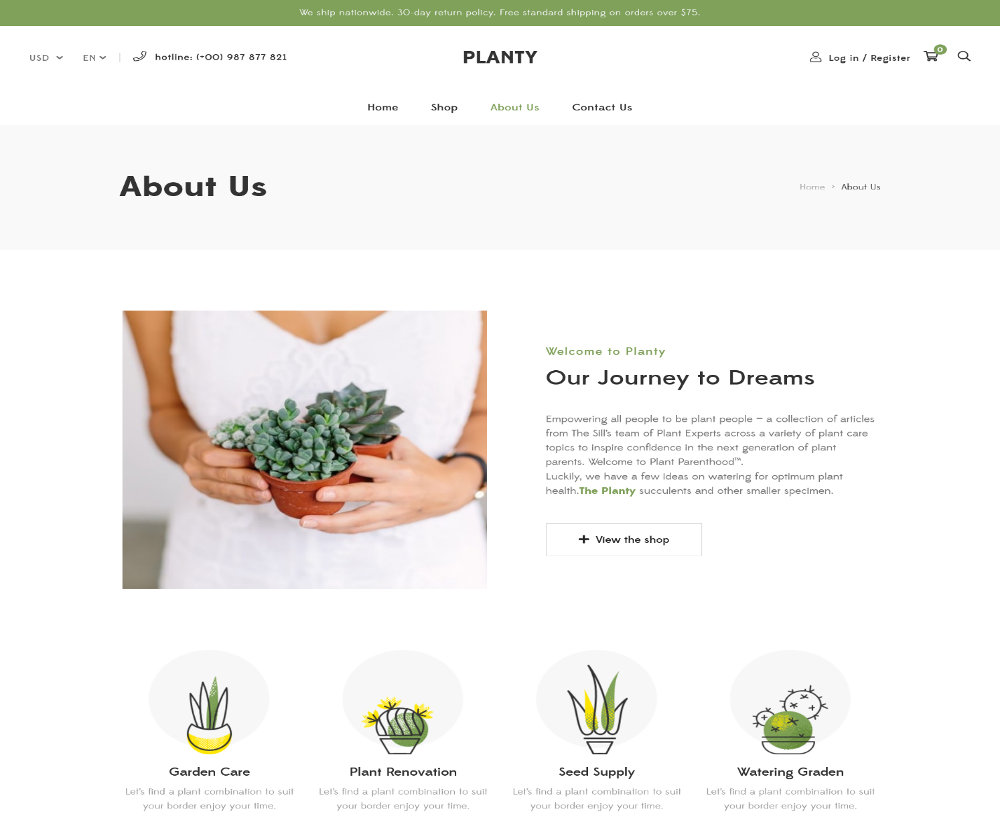 We ship nationwide. 30-day return policy. Free standard shipping on orders over $75.
USD EN | hotline: (+00) 987 877 821 PLANTY Log in / Register 0
Home Shop About Us Contact Us
About Us Home > About Us
Welcome to Planty
Our Journey to Dreams
Empowering all people to be plant people – a collection of articles
from The Sill's team of Plant Experts across a variety of plant care
topics to inspire confidence in the next generation of plant
parents. Welcome to Plant Parenthood™.
Luckily, we have a few ideas on watering for optimum plant
health.The Planty succulents and other smaller specimen.
+ View the shop
Garden Care
Let's find a plant combination to suit
your border enjoy your time.
Plant Renovation
Let's find a plant combination to suit
your border enjoy your time.
Seed Supply
Let's find a plant combination to suit
your border enjoy your time.
Watering Graden
Let's find a plant combination to suit
your border enjoy your time.